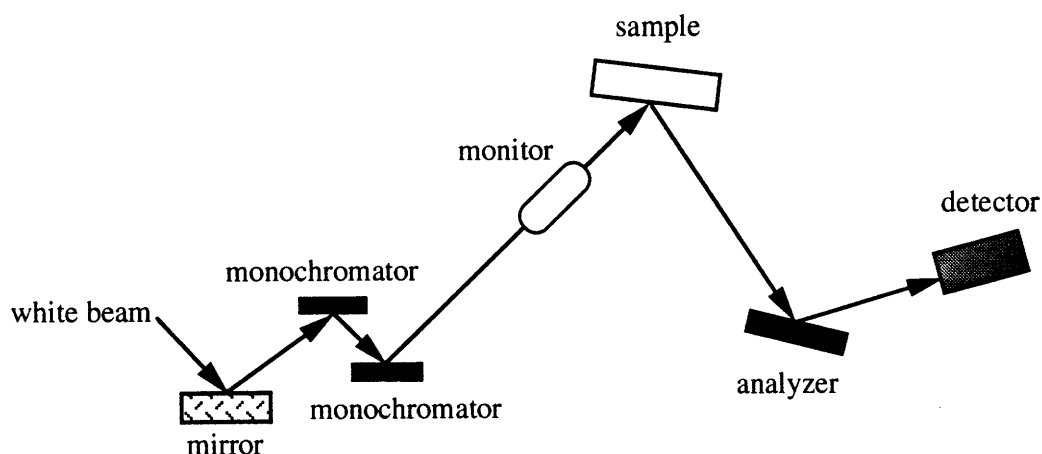 sample
monitor
detector
monochromator
white beam
analyzer
monochromator
mirror